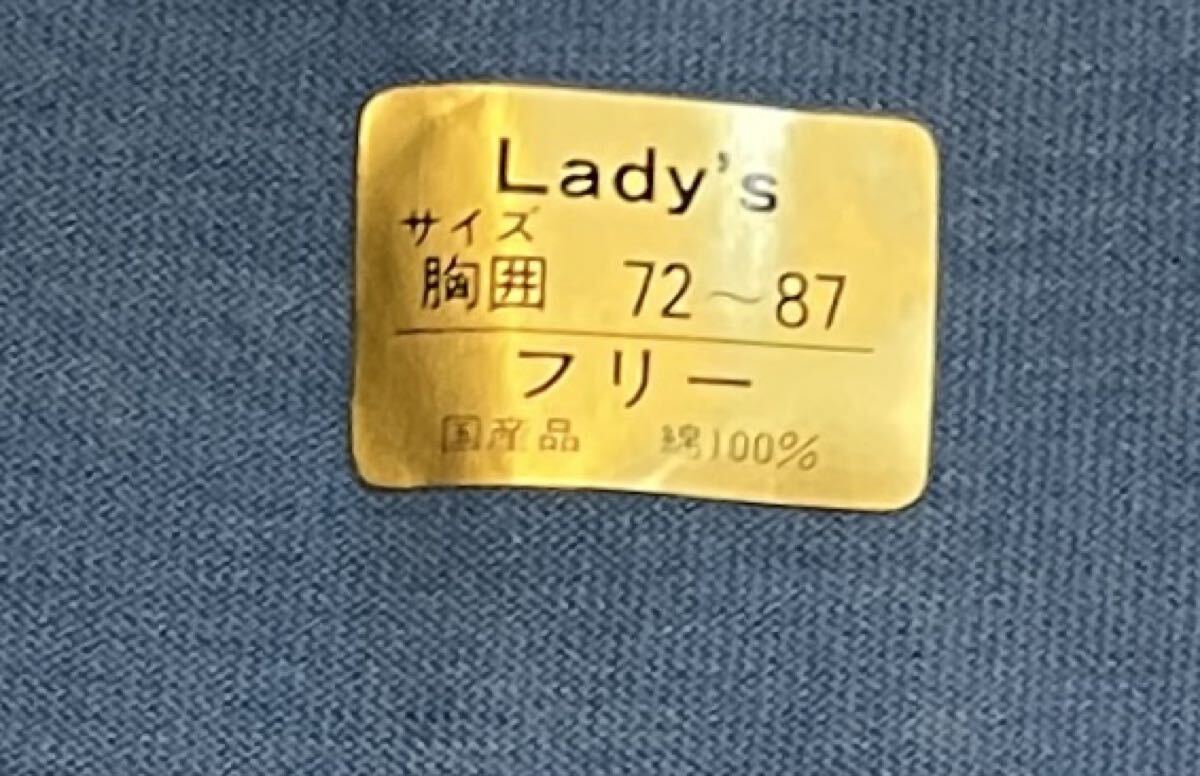 Lady's
サイズ
胸囲 72~87
フリー
国産品 綿100%